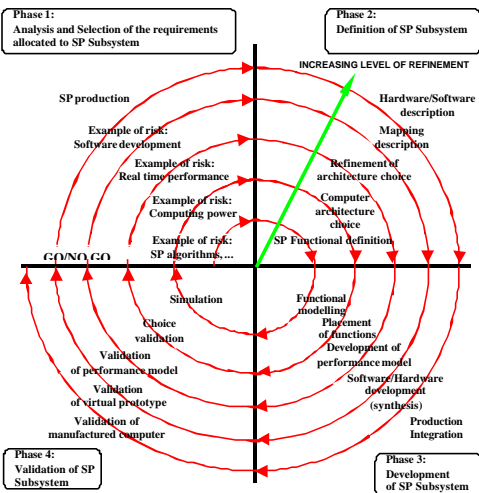 Phase 1:
Analysis and Selection of the requirements
allocated to SP Subsystem
Phase 2:
Definition of SP Subsystem
INCREASING LEVEL OF REFINEMENT
SP production
Example of risk:
Software development
Example of risk:
Real time performance
Example of risk:
Computing power
Example of risk:
SP algorithms, ...
GO/NO GO
Hardware/Software
description
Mapping
description
Refinement of
architecture choice
Computer
architecture
choice
SP Functional definition
Simulation
Choice
validation
Validation
of performance model
Validation
of virtual prototype
Validation of
manufactured computer
Functional
modelling
Placement
of functions
Development of
performance model
Software/Hardware
development
(synthesis)
Production
Integration
Phase 4:
Validation of SP
Subsystem
Phase 3:
Development
of SP Subsystem